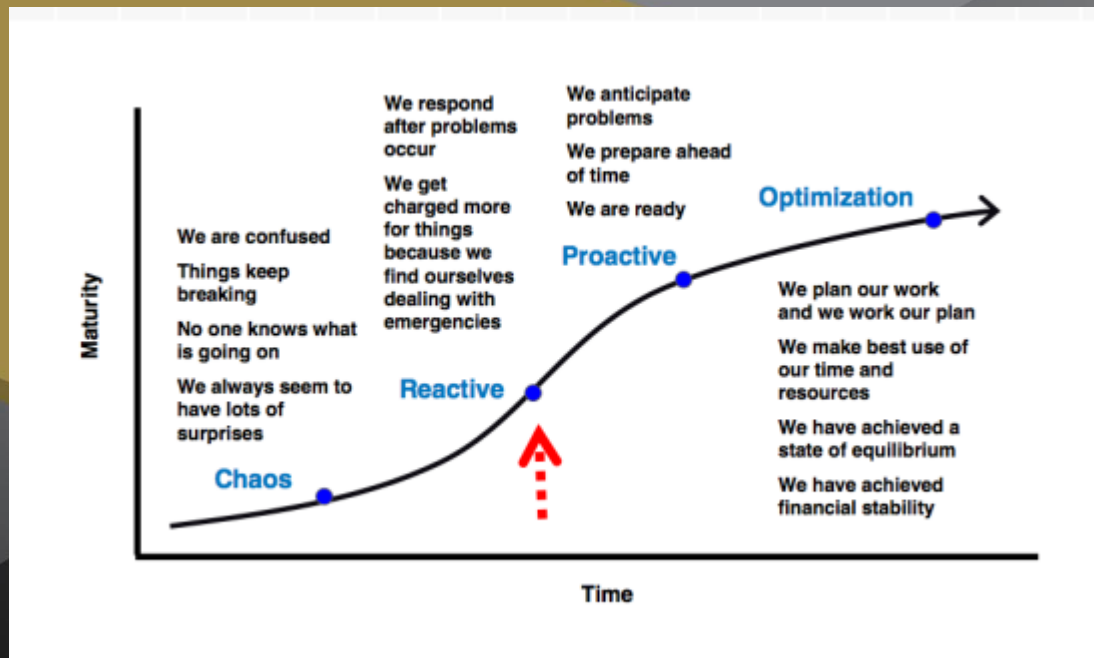 We respond
after problems
occur
We get
charged more
for things
because we
find ourselves
dealing with
emergencies
We anticipate
problems
We prepare ahead
of time
We are ready
Optimization
We are confused
Things keep
breaking
No one knows what
is going on
We always seem to
have lots of
surprises
Proactive
Reactive
Chaos
We plan our work
and we work our plan
We make best use of
our time and
resources
We have achieved a
state of equilibrium
We have achieved
financial stability
Maturity
Time